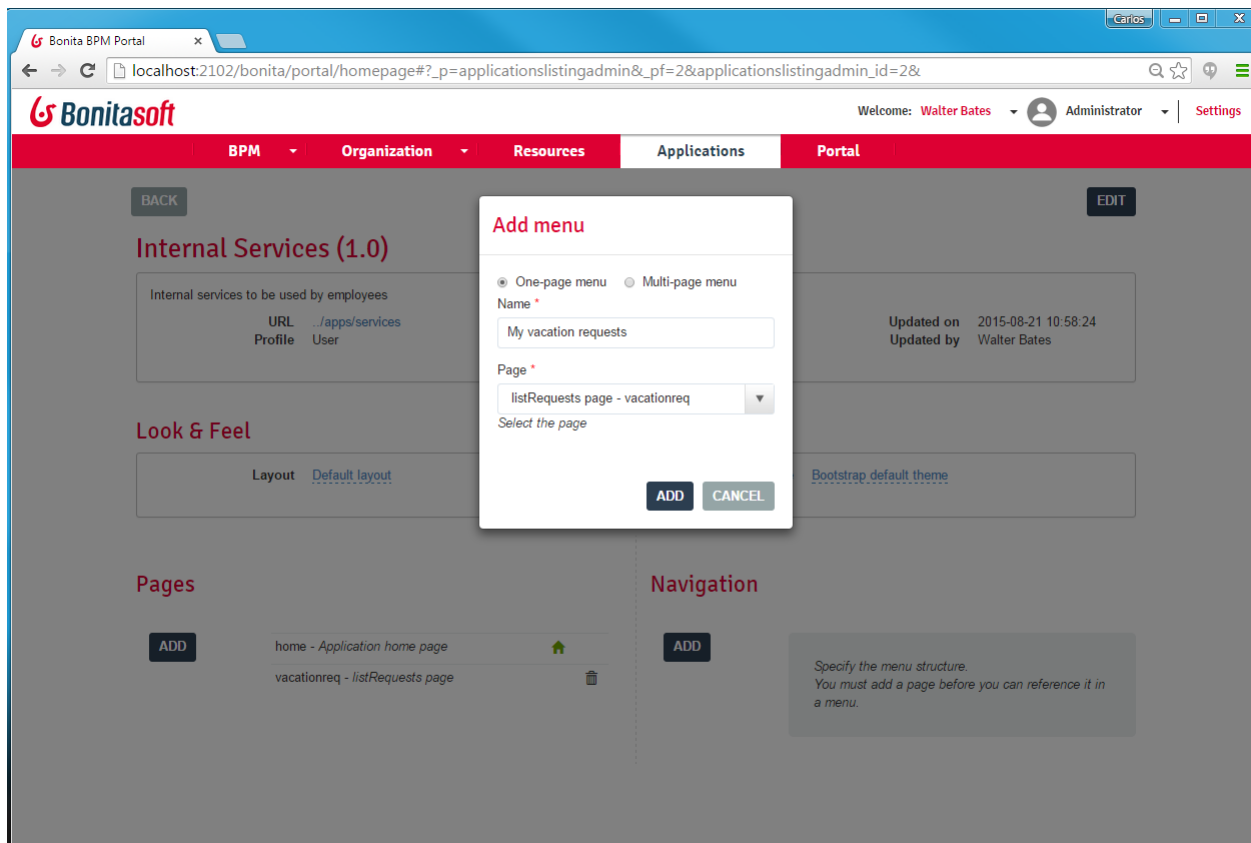 Carlos
Bonita BPM Portal
localhost:2102/bonita/portal/homepage#?_p=applicationslistingadmin&_pf=2&applicationslistingadmin_id=2&
Bonitasoft
Welcome: Walter Bates Administrator Settings
BPM Organization Resources Applications Portal
BACK
EDIT
Internal Services (1.0)
Internal services to be used by employees
URL ../apps/services
Profile User
Updated on 2015-08-21 10:58:24
Updated by Walter Bates
Look & Feel
Layout Default layout
Bootstrap default theme
Add menu
One-page menu Multi-page menu
Name *
My vacation requests
Page *
listRequests page - vacationreq
Select the page
ADD CANCEL
Pages
ADD
home - Application home page
vacationreq - listRequests page
Navigation
ADD
Specify the menu structure.
You must add a page before you can reference it in
a menu.